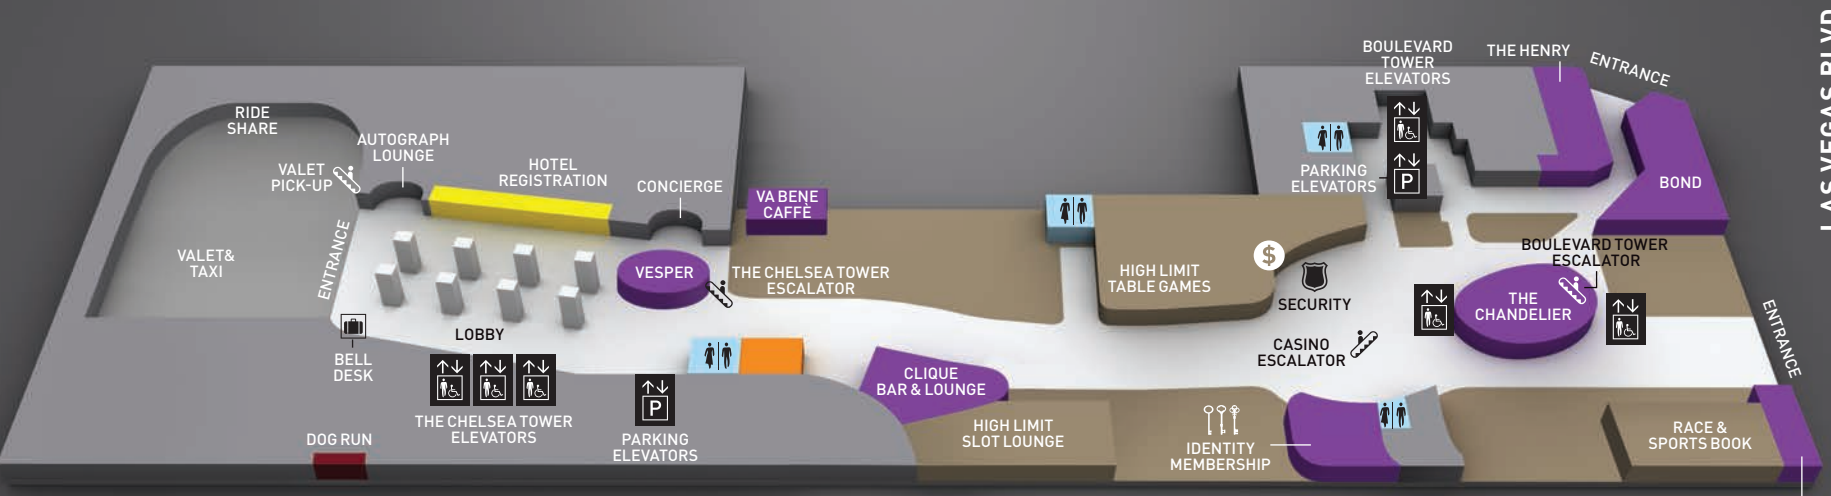 RIDE
SHARE
AUTOGRAPH
LOUNGE
VALET
PICK-UP
HOTEL
REGISTRATION
CONCIERGE
VA BENE
CAFFÈ
VALET&
TAXI
ENTRANCE
VESPER
THE CHELSEA TOWER
ESCALATOR
LOBBY
BELL
DESK
THE CHELSEA TOWER
ELEVATORS
P
PARKING
ELEVATORS
DOG RUN
CLIQUE
BAR & LOUNGE
HIGH LIMIT
SLOT LOUNGE
HIGH LIMIT
TABLE GAMES
$
SECURITY
CASINO
ESCALATOR
IDENTITY
MEMBERSHIP
BOULEVARD
TOWER
ELEVATORS
P
PARKING
ELEVATORS
THE HENRY
ENTRANCE
BOND
BOULEVARD TOWER
ESCALATOR
THE
CHANDELIER
ENTRANCE
RACE &
SPORTS BOOK
LAS VEGAS BLVD